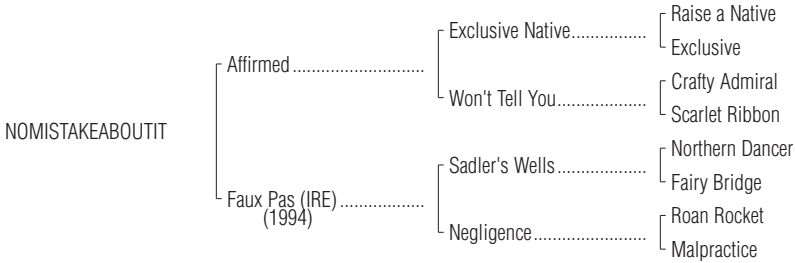 Raise a Native
Exclusive Native................
Exclusive
Affirmed............................
Crafty Admiral
Won't Tell You...................
Scarlet Ribbon
NOMISTAKEABOUTIT
Northern Dancer
Sadler's Wells...................
Fairy Bridge
Faux Pas (IRE)..................
(1994)
Roan Rocket
Negligence........................
Malpractice